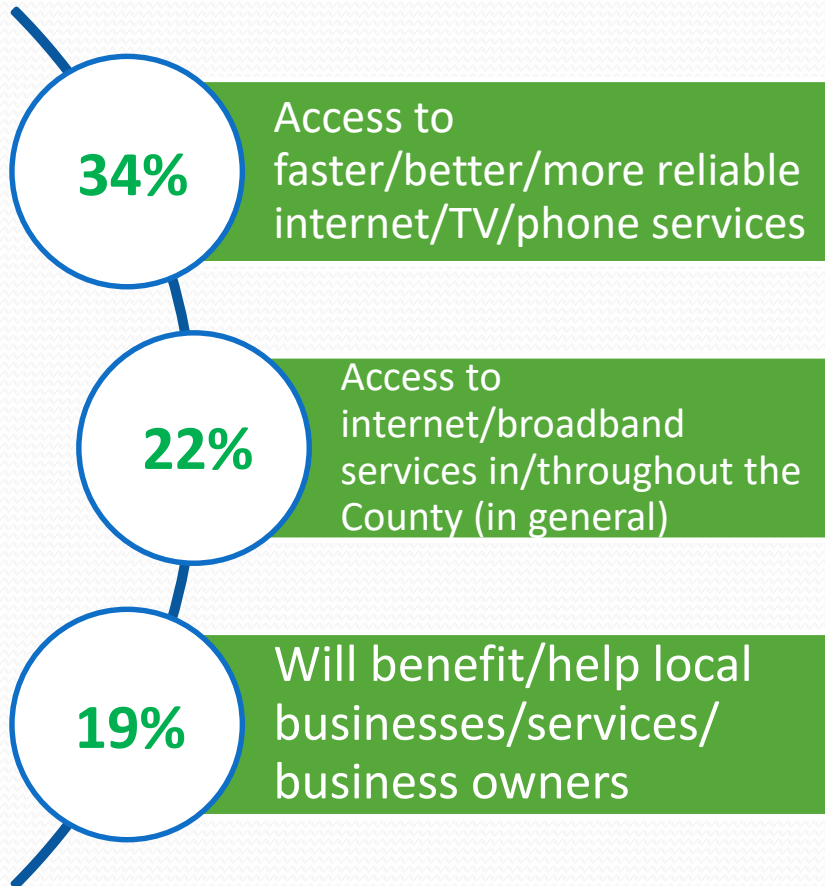 34%
Access to
faster/better/more reliable
internet/TV/phone services
22%
Access to
internet/broadband
services in/throughout the
County (in general)
19%
Will benefit/help local
businesses/services/
business owners